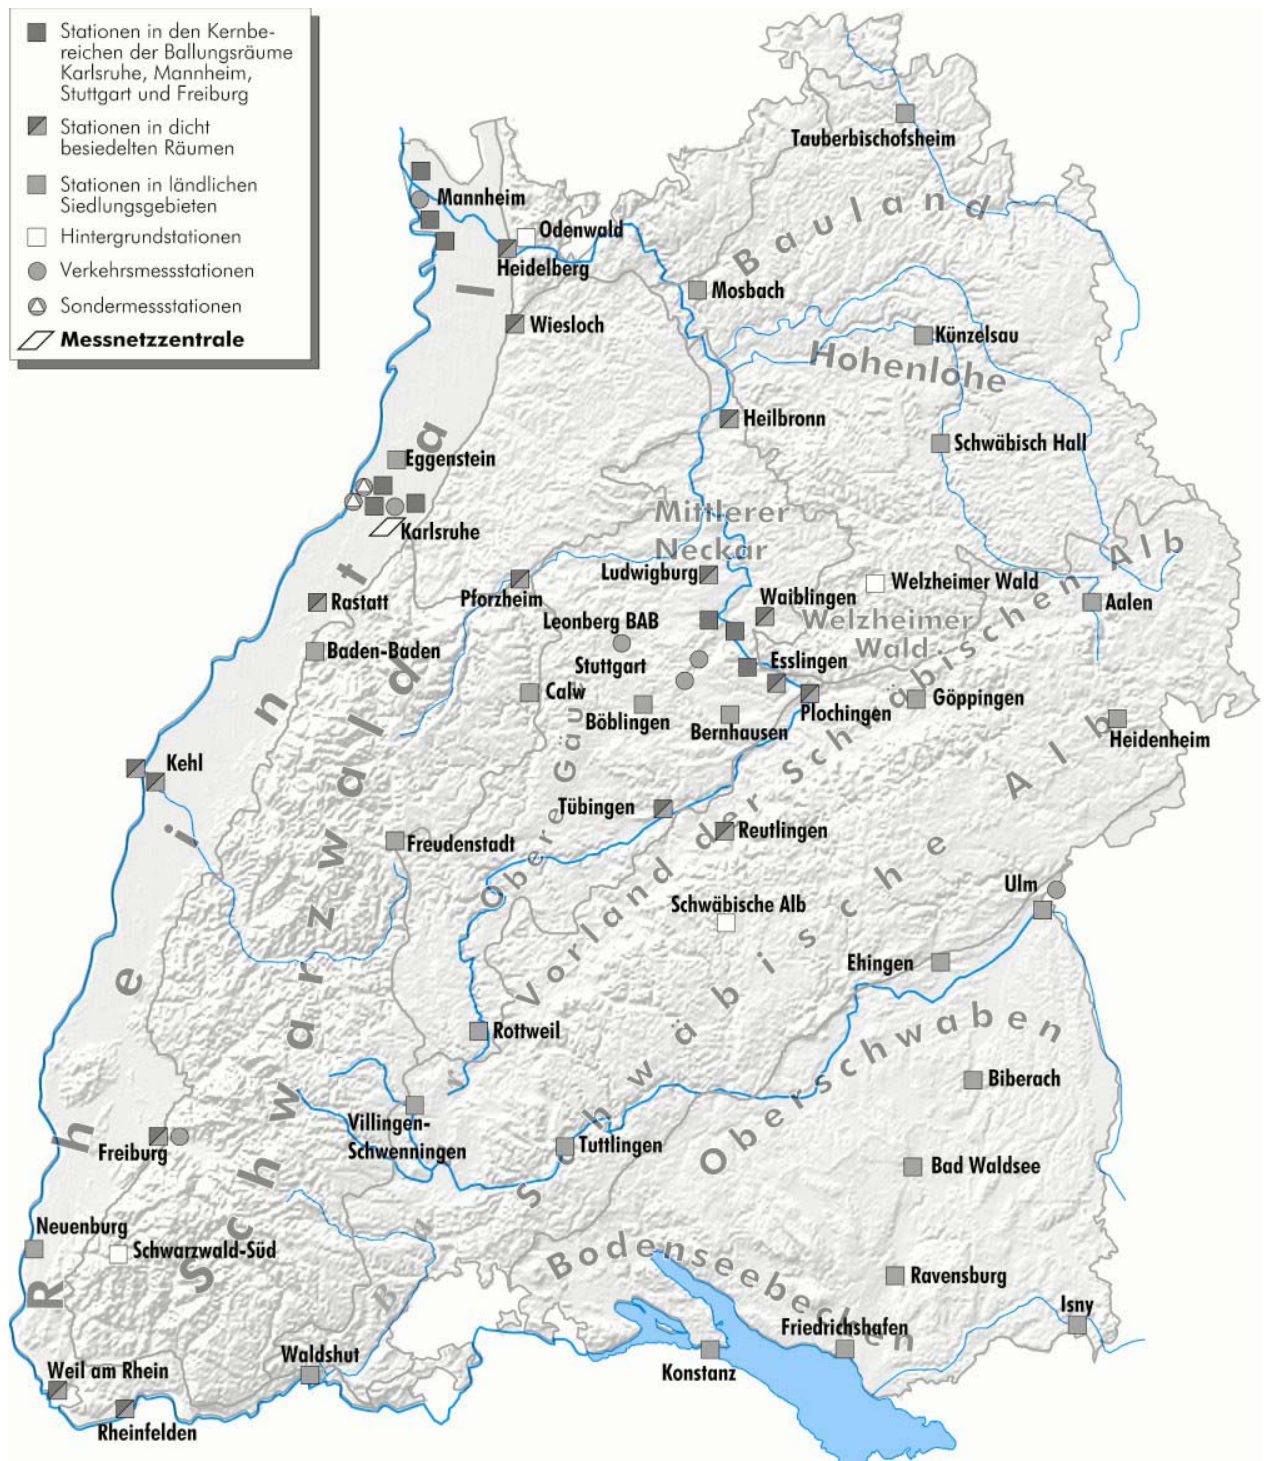 Stationen in den Kernbe-
reichen der Ballungsräume
Karlsruhe, Mannheim,
Stuttgart und Freiburg
Stationen in dicht
besiedelten Räumen
Stationen in ländlichen
Siedlungsgebieten
Hintergrundstationen
Verkehrsmessstationen
Sondermessstationen
Messnetzzentrale
Tauberbischofsheim
Mannheim
Odenwald
Heidelberg
Bauland
Mosbach
Wiesloch
Künzelsau
Hohenlohe
Heilbronn
Schwäbisch Hall
Eggenstein
Karlsruhe
Mittlerer
Neckar
Ludwigburg
Pforzheim
Welzheimer Wald
Waiblingen
Welzheimer
Wald
Aalen
Rastatt
Leonberg BAB
Baden-Baden
Stuttgart
Esslingen
Calw
Böblingen
Bernhausen
Plochingen
Göppingen
Heidenheim
Kehl
Tübingen
Reutlingen
Freudenstadt
Obere Gäue
Vorland der Schwäbischen Alb
Schwäbische Alb
Schwäbische Alb
Ulm
Ehingen
Rheintal
Schwarzwald
Rottweil
Oberschwaben
Biberach
Villingen-
Schwenningen
Tuttlingen
Freiburg
Bad Waldsee
Neuenburg
Schwarzwald-Süd
Bodenseebecken
Ravensburg
Isny
Friedrichshafen
Konstanz
Waldshut
Weil am Rhein
Rheinfelden